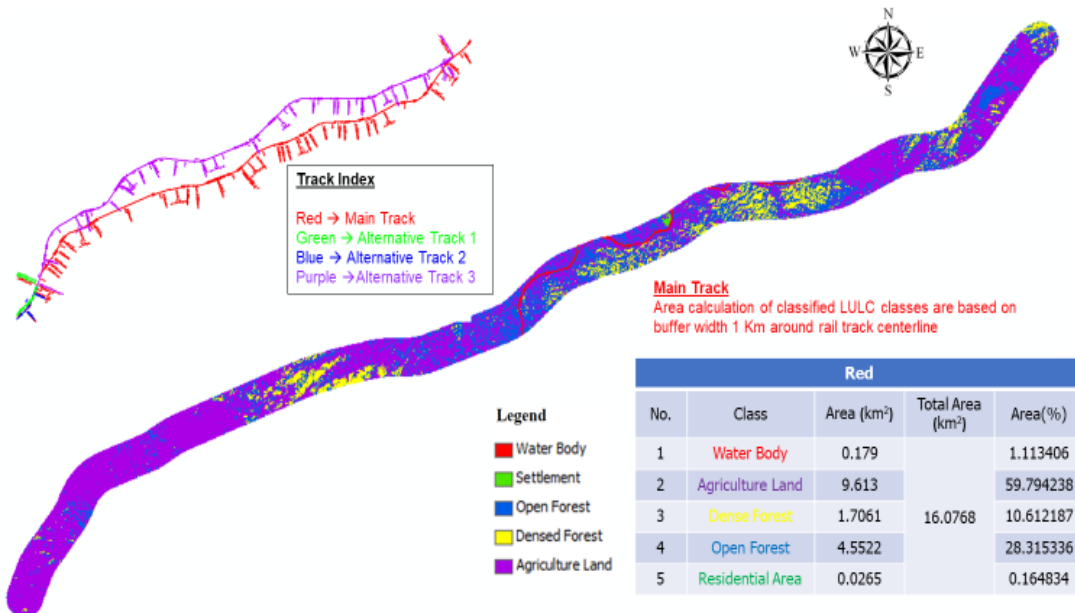 N
W E
S
Track Index
Red → Main Track
Green → Alternative Track 1
Blue → Alternative Track 2
Purple →Alternative Track 3
Main Track
Area calculation of classified LULC classes are based on
buffer width 1 Km around rail track centerline
Legend
Water Body
Settlement
Open Forest
Densed Forest
Agriculture Land
Red
No. Class Area (km²) Total Area (km²) Area(%)
1 Water Body 0.179 1.113406
2 Agriculture Land 9.613 59.794238
3 Dense Forest 1.7061 16.0768 10.612187
4 Open Forest 4.5522 28.315336
5 Residential Area 0.0265 0.164834